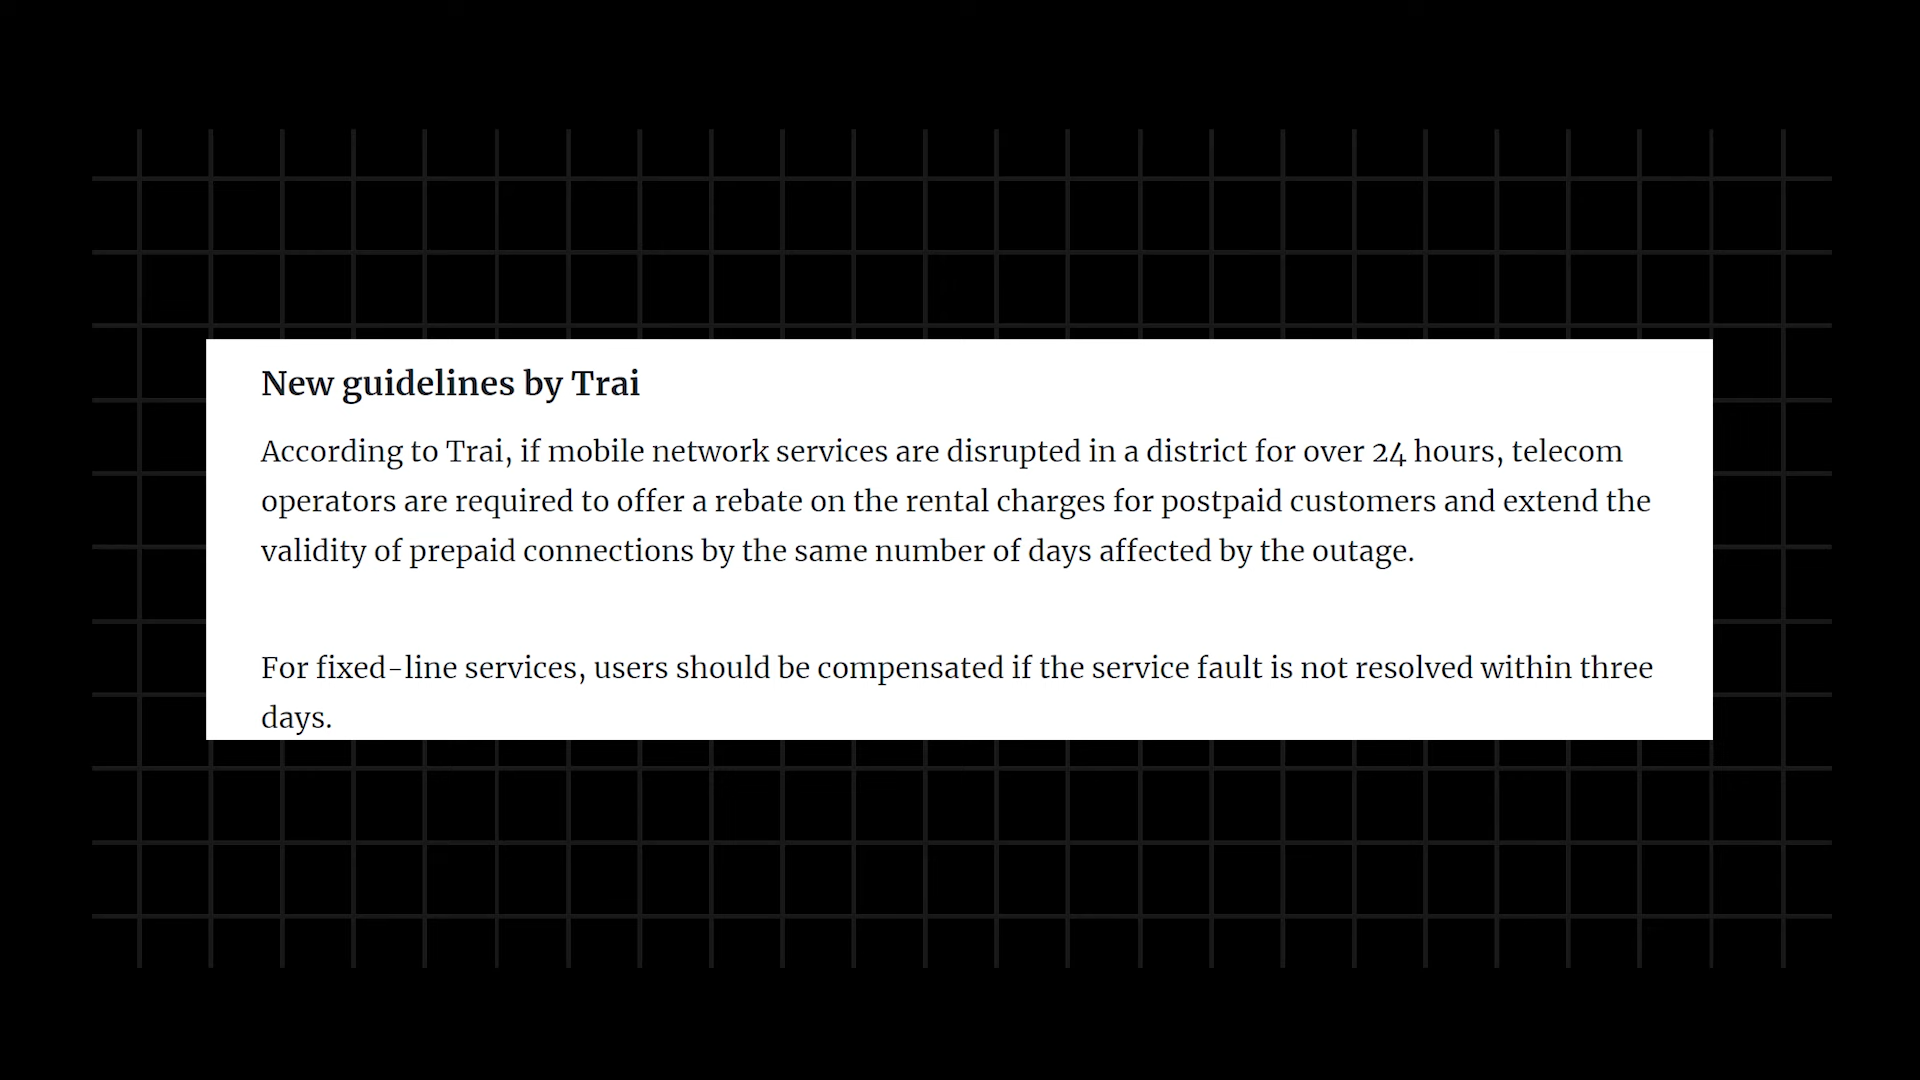 New guidelines by Trai
According to Trai, if mobile network services are disrupted in a district for over 24 hours, telecom
operators are required to offer a rebate on the rental charges for postpaid customers and extend the
validity of prepaid connections by the same number of days affected by the outage.
For fixed-line services, users should be compensated if the service fault is not resolved within three
days.